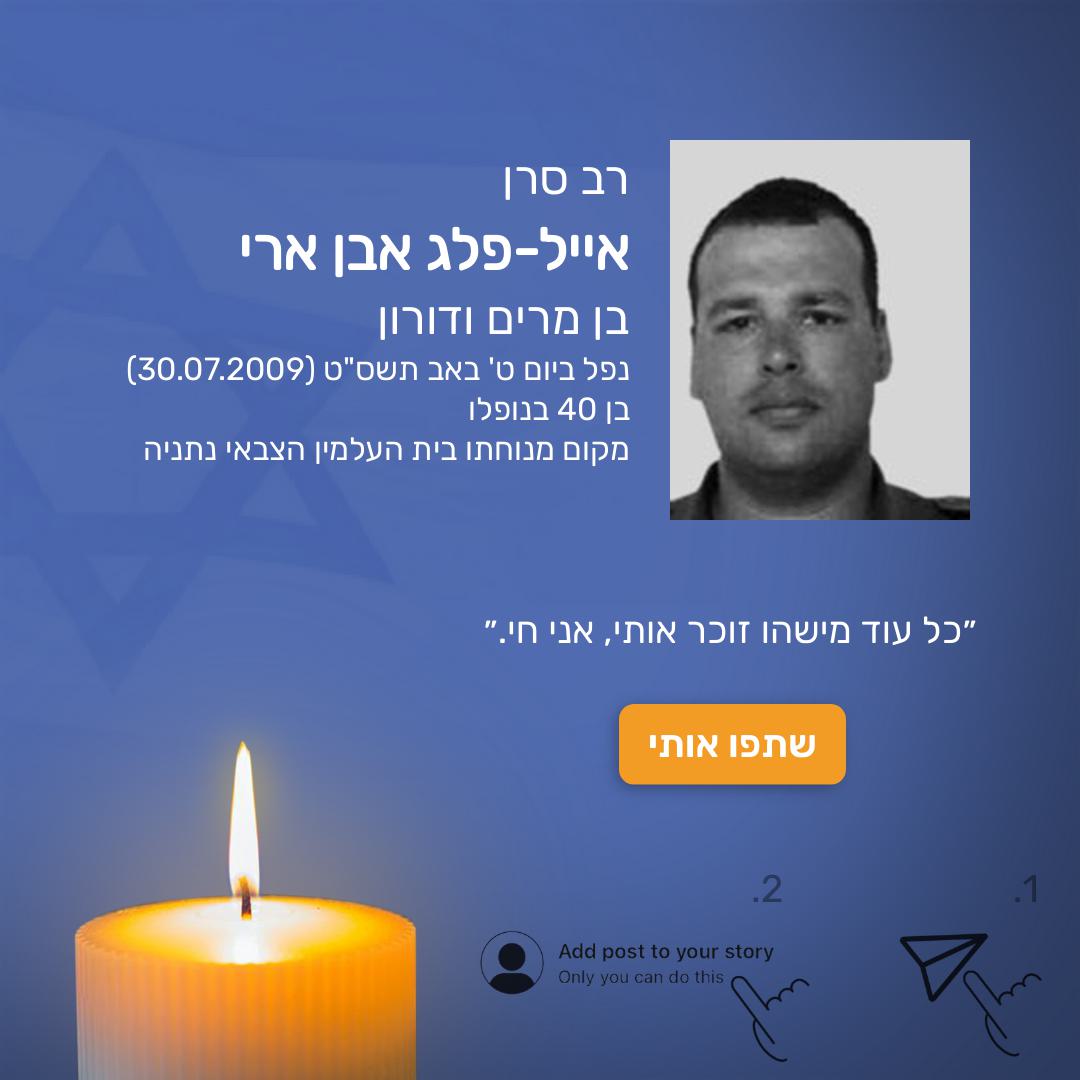 רב סרן
אייל-פלג אבן ארי
בן מרים ודורון
נפל ביום ט' באב תשס"ט (30.07.2009)
בן 40 בנופלו
מקום מנוחתו בית העלמין הצבאי נתניה
״כל עוד מישהו זוכר אותי, אני חי.״
שתפו אותי
.1
.2
Add post to your story
Only you can do this